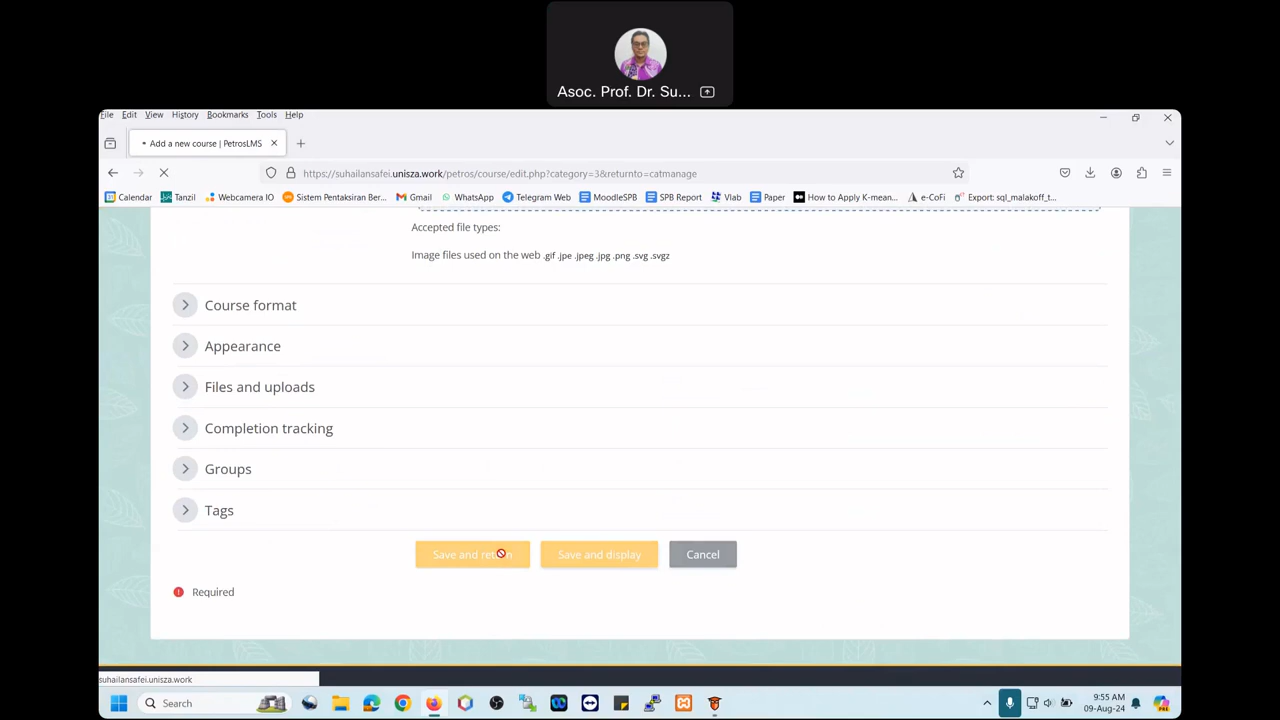 Asoc. Prof. Dr. Su...
File Edit View History Bookmarks Tools Help
Add a new course | PetrosLMS
https://suhailansafei.unisza.work/petros/course/edit.php?category=3&returnto=catmanage
Calendar Tanzil Webcamera IO Sistem Pentaksiran Ber... Gmail WhatsApp Telegram Web MoodleSPB SPB Report Vlab Paper How to Apply K-mean... e-CoFi Export: sql_malakoff_t...
Accepted file types:
Image files used on the web .gif .jpe .jpeg .jpg .png .svg .svgz
Course format
Appearance
Files and uploads
Completion tracking
Groups
Tags
Save and return Save and display Cancel
Required
suhailansafei.unisza.work
Search
9:55 AM
09-Aug-24